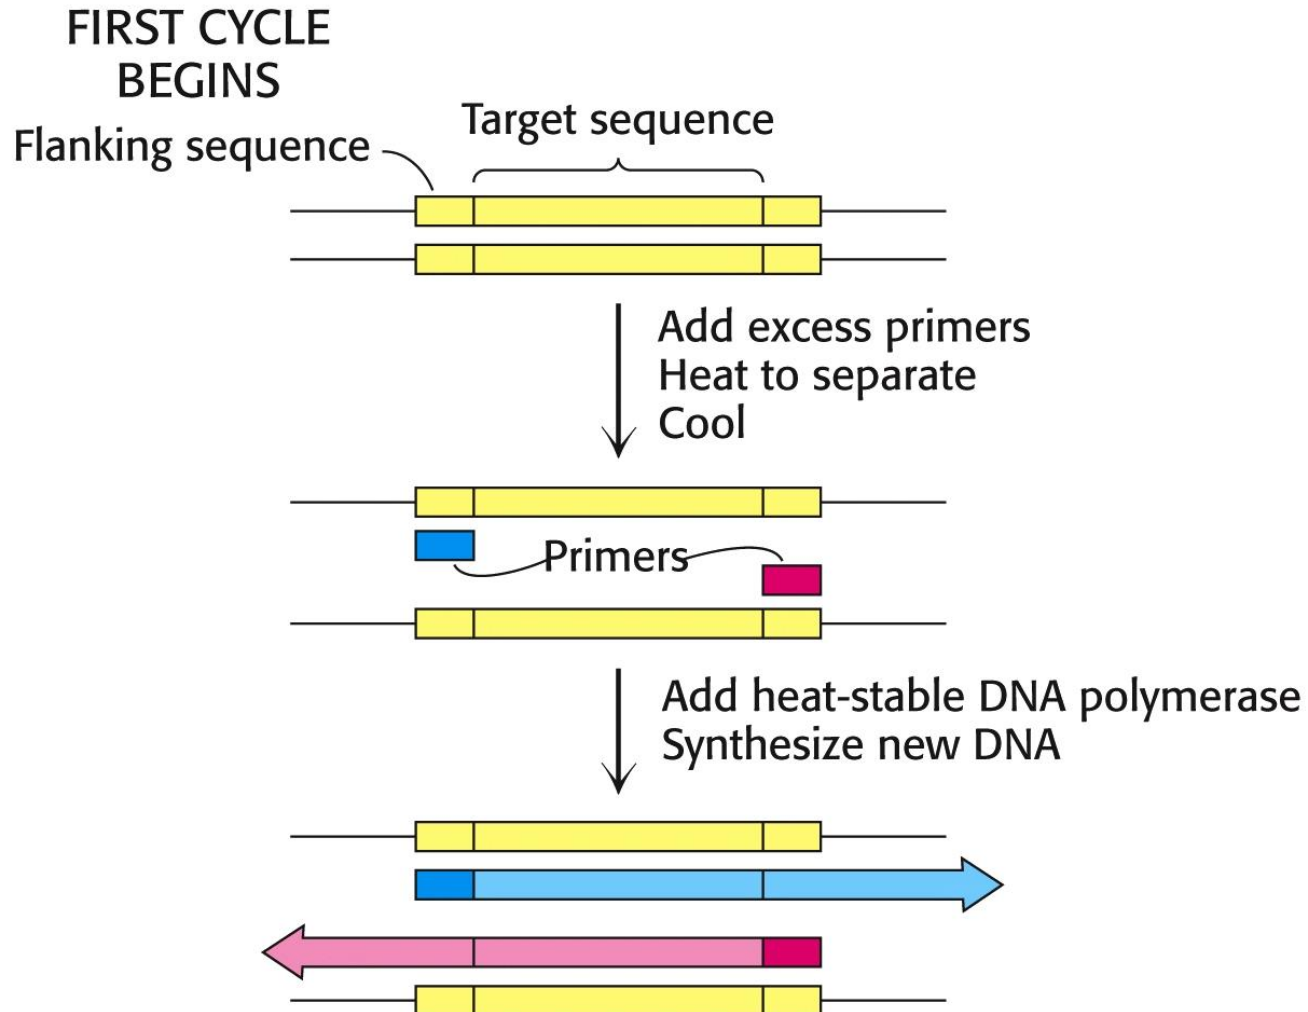 FIRST CYCLE
BEGINS
Target sequence
Flanking sequence
Add excess primers
Heat to separate
Cool
Primers
Add heat-stable DNA polymerase
Synthesize new DNA